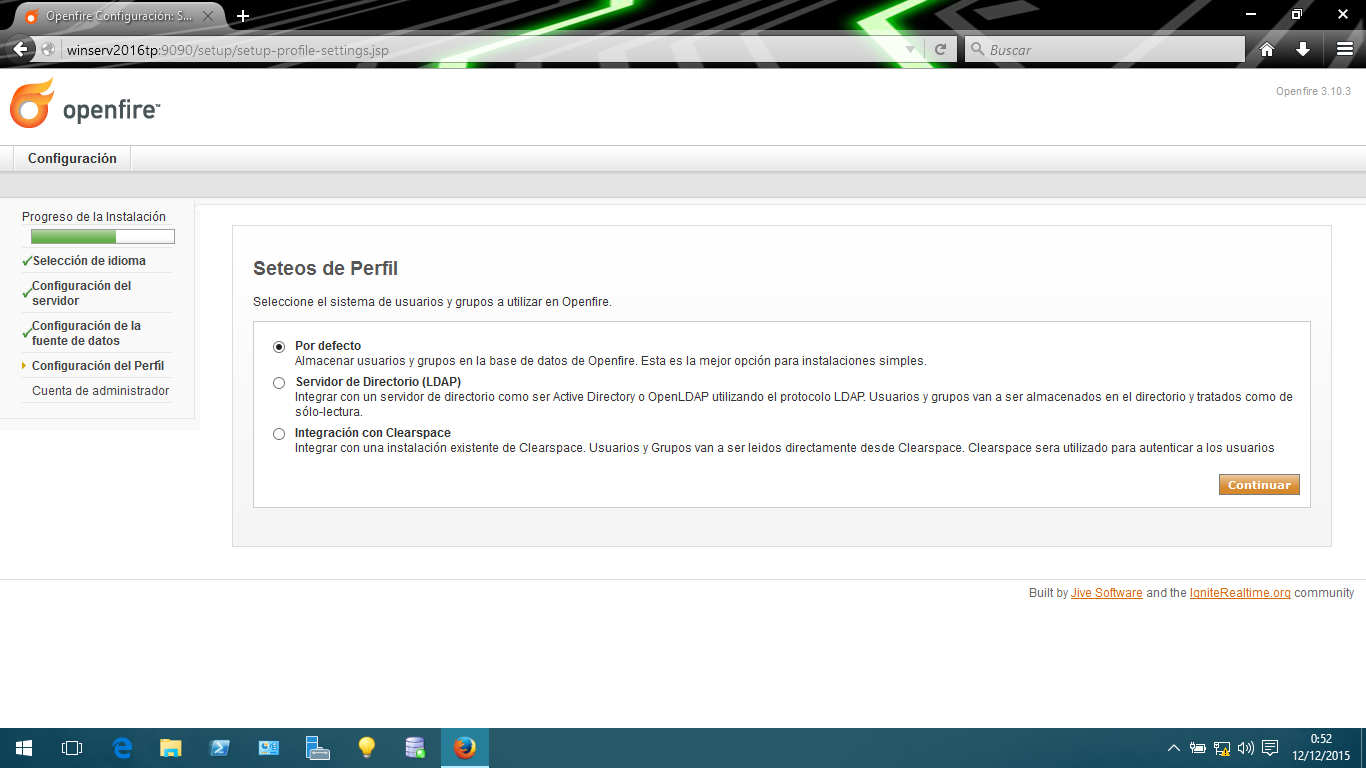 Openfire Configuración: S...
winserv2016tp:9090/setup/setup-profile-settings.jsp
Buscar
openfire™
Openfire 3.10.3
Configuración
Progreso de la Instalación
Selección de idioma
Configuración del
servidor
Configuración de la
fuente de datos
Configuración del Perfil
Cuenta de administrador
Seteos de Perfil
Seleccione el sistema de usuarios y grupos a utilizar en Openfire.
Por defecto
Almacenar usuarios y grupos en la base de datos de Openfire. Esta es la mejor opción para instalaciones simples.
Servidor de Directorio (LDAP)
Integrar con un servidor de directorio como ser Active Directory o OpenLDAP utilizando el protocolo LDAP. Usuarios y grupos van a ser almacenados en el directorio y tratados como de
sólo-lectura.
Integración con Clearspace
Integrar con una instalación existente de Clearspace. Usuarios y Grupos van a ser leidos directamente desde Clearspace. Clearspace sera utilizado para autenticar a los usuarios
Continuar
Built by Jive Software and the IgniteRealtime.org community
0:52
12/12/2015